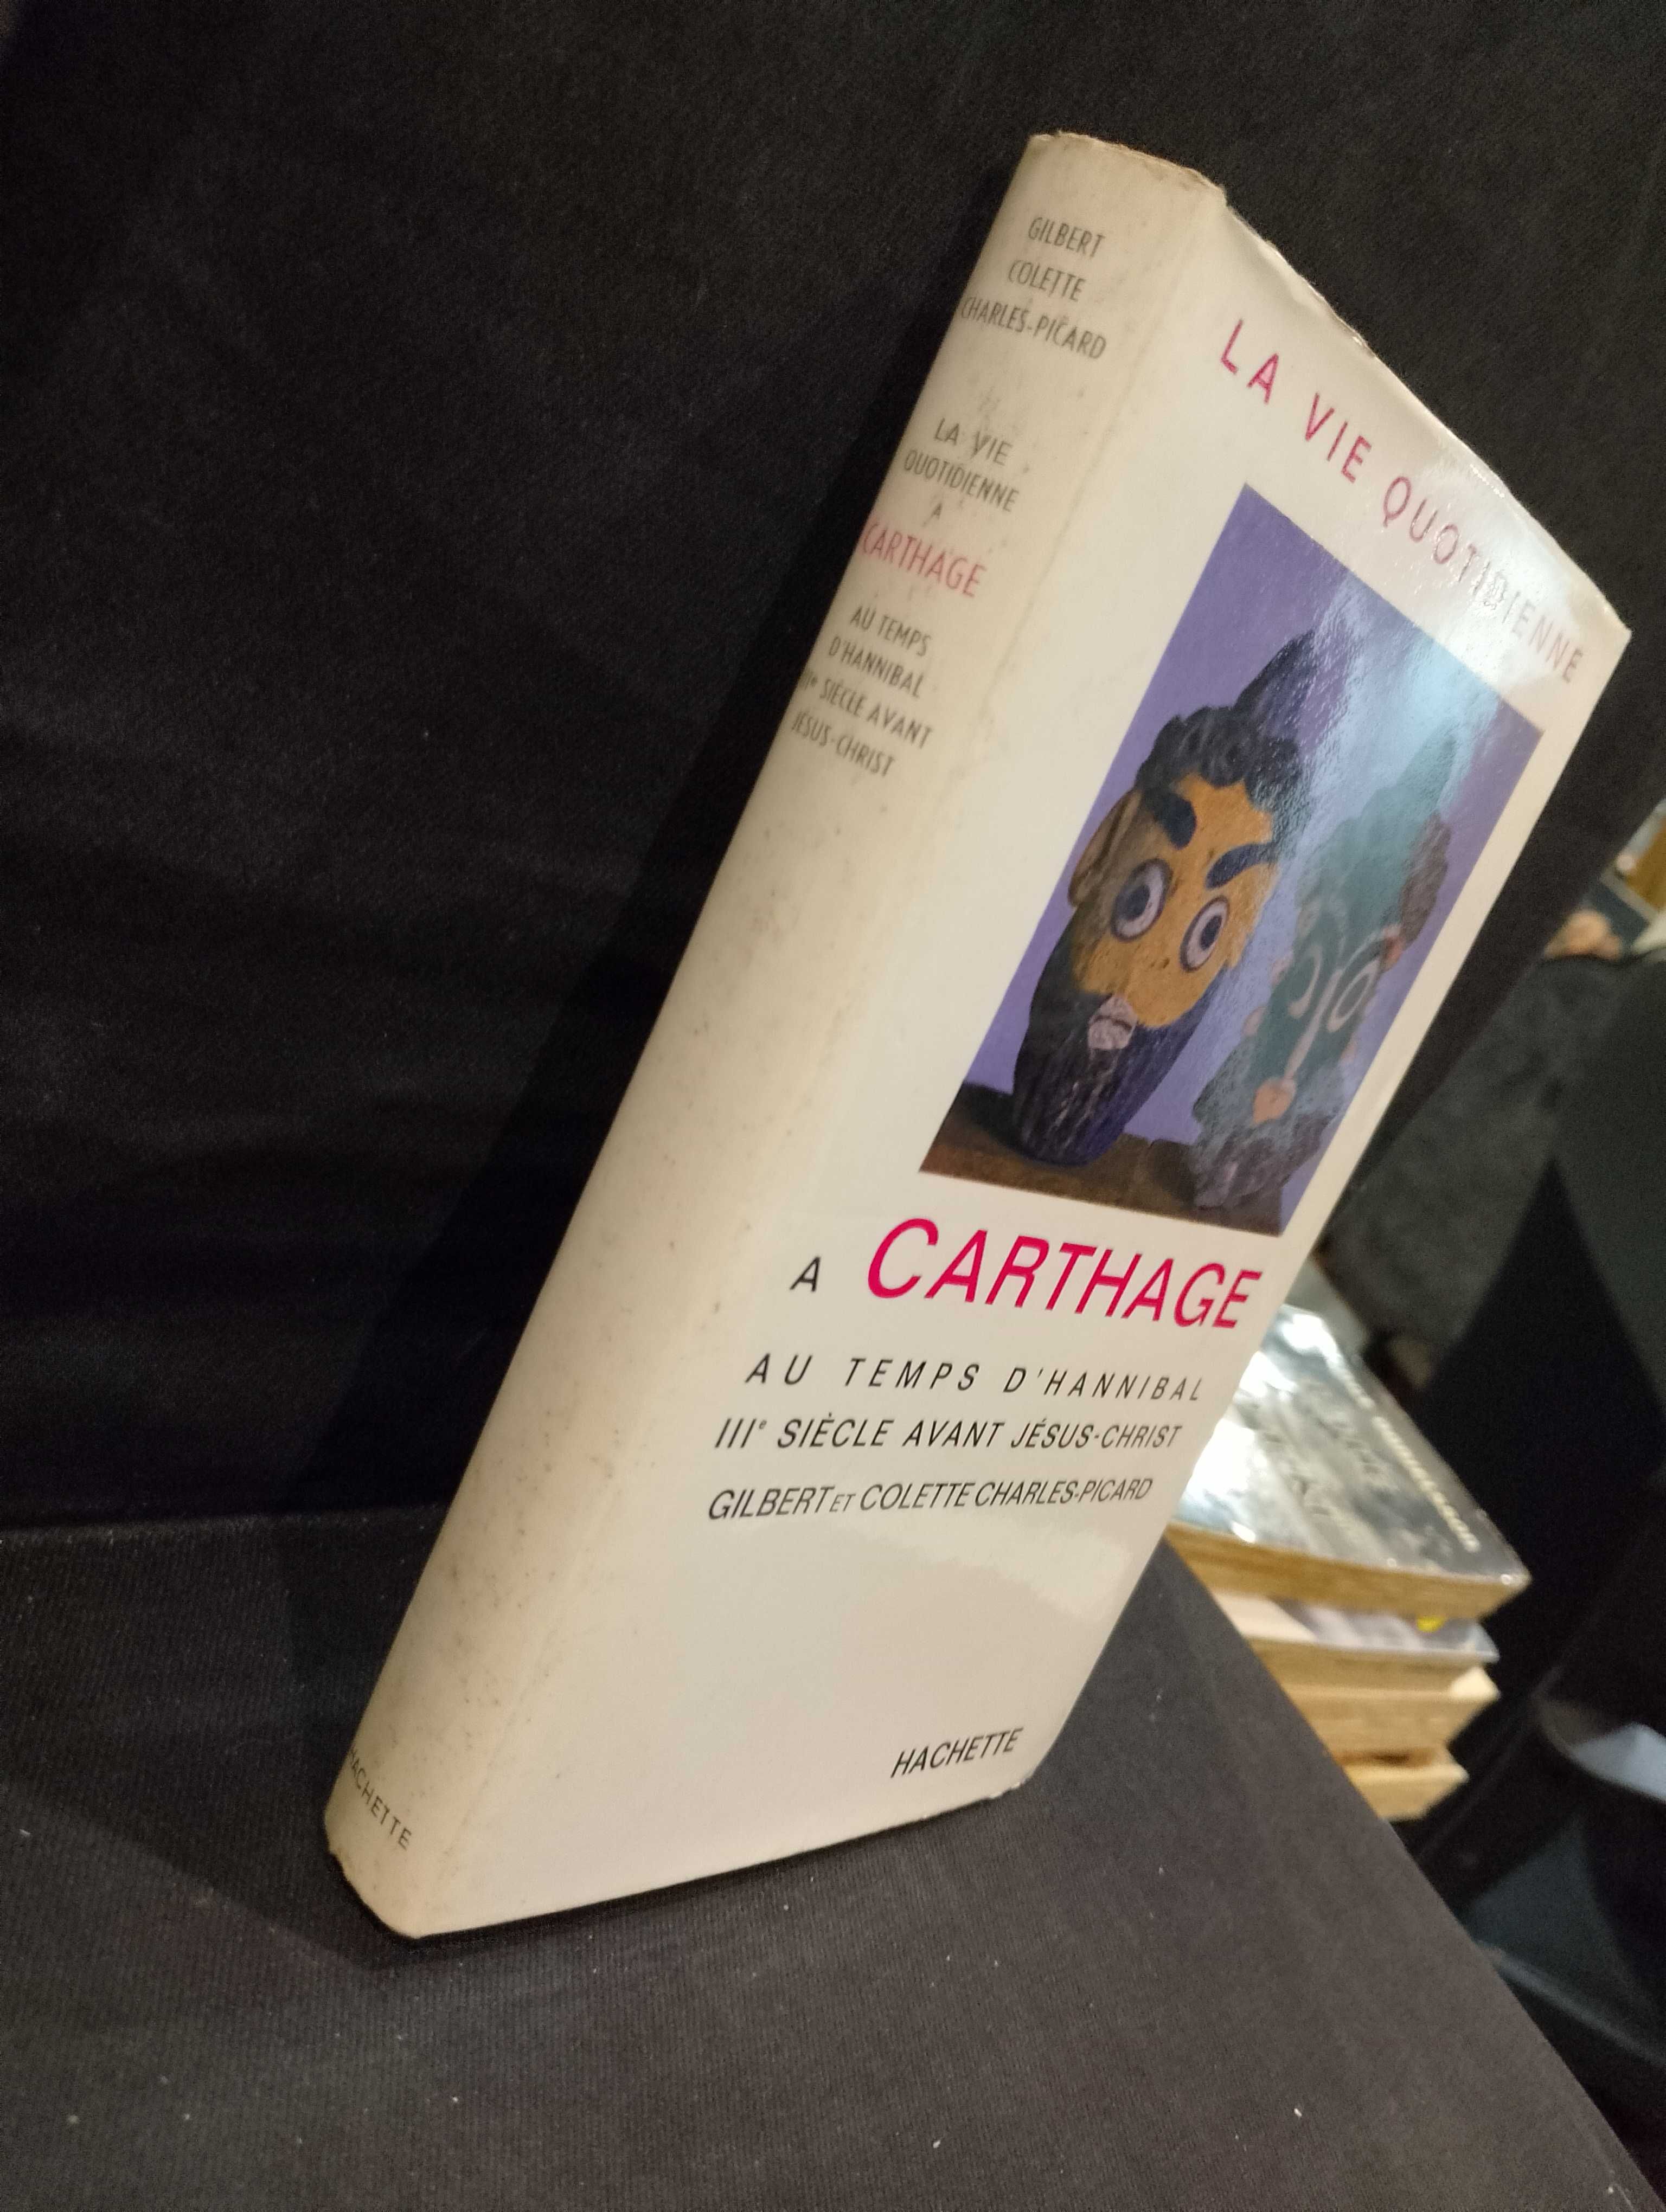 GILBERT
COLETTE
CHARLES-PICARD
LA VIE
QUOTIDIENNE
A
CARTHAGE
AU TEMPS
D'HANNIBAL
SIÈCLE AVANT
JÉSUS-CHRIST
HACHETTE
LA VIE QUOTIDIENNE
A CARTHAGE
AU TEMPS D'HANNIBAL
IIIe SIÈCLE AVANT JÉSUS-CHRIST
GILBERT ET COLETTE CHARLES-PICARD
HACHETTE